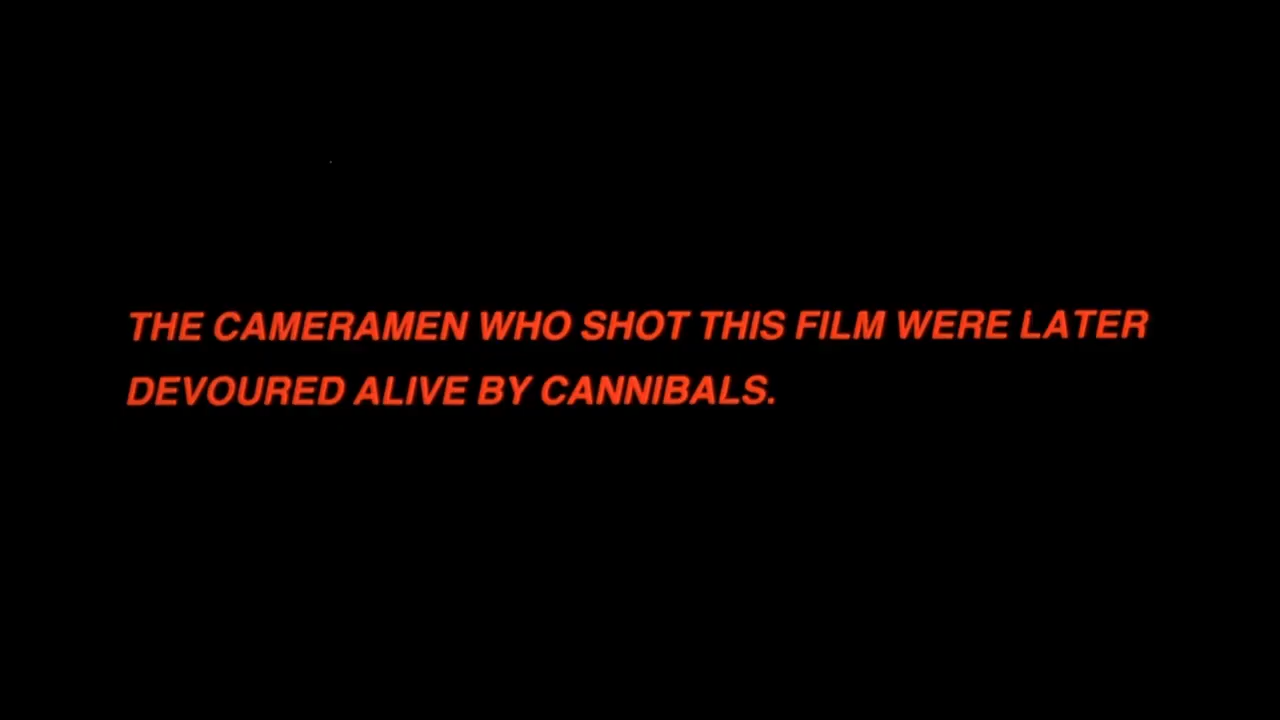 THE CAMERAMEN WHO SHOT THIS FILM WERE LATER
DEVOURED ALIVE BY CANNIBALS.